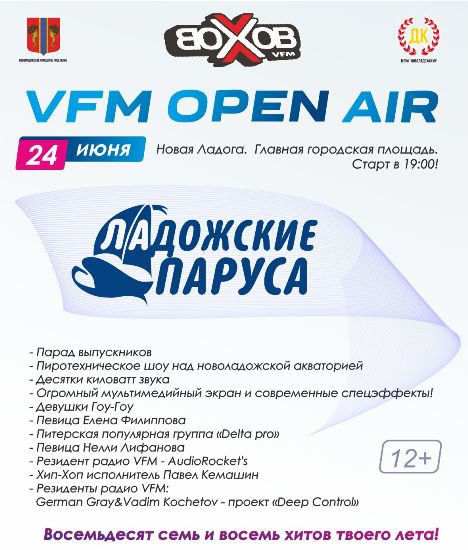 ВОХОВ
VFM
ДК
VFM OPEN AIR
24 ИЮНЯ
Новая Ладога. Главная городская площадь.
Старт в 19:00!
ЛАДОЖСКИЕ
ПАРУСА
- Парад выпускников
- Пиротехническое шоу над новоладожской акваторией
- Десятки киловатт звука
- Огромный мультимедийный экран и современные спецэффекты!
- Девушки Гоу-Гоу
- Певица Елена Филиппова
- Питерская популярная группа «Delta pro»
- Певица Нелли Лифанова
- Резидент радио VFM - AudioRocket's
- Хип-Хоп исполнитель Павел Кемашин
- Резиденты радио VFM:
German Gray&Vadim Kochetov - проект «Deep Control»
12+
Восемьдесят семь и восемь хитов твоего лета!